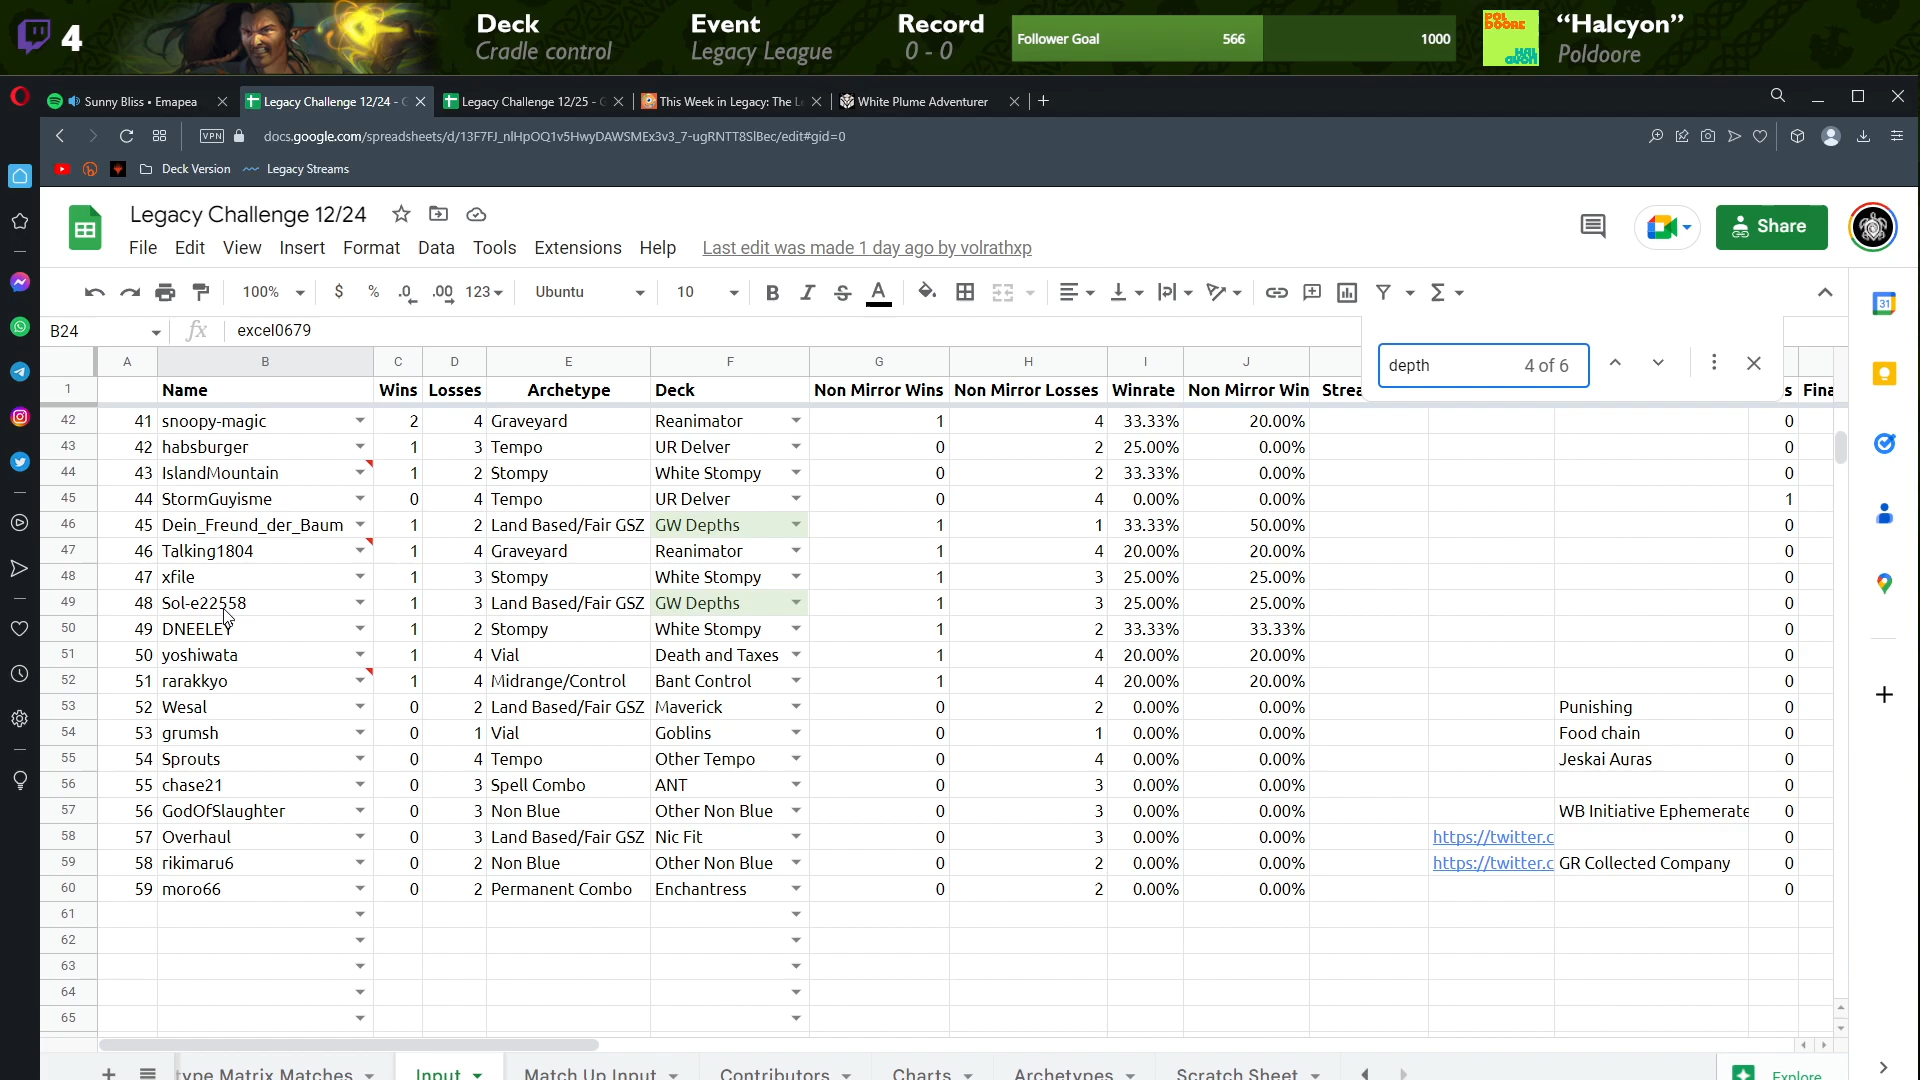 4
Deck
Cradle control
Event
Legacy League
Record
0 - 0
Follower Goal 566 1000
POLDOORE
HALCYON
“Halcyon”
Poldoore
Sunny Bliss • Emapea
Legacy Challenge 12/24 - G
Legacy Challenge 12/25 - G
This Week in Legacy: The L
White Plume Adventurer
VPN docs.google.com/spreadsheets/d/13F7FJ_nlHpOQ1v5HwyDAWSMEx3v3_7-ugRNTT8SlBec/edit#gid=0
Deck Version Legacy Streams
Legacy Challenge 12/24
File Edit View Insert Format Data Tools Extensions Help Last edit was made 1 day ago by volrathxp
Share
100% $ % .0 .00 123 Ubuntu 10 B I S A
31
B24 fx excel0679
depth 4 of 6
A B C D E F G H I J
1 Name Wins Losses Archetype Deck Non Mirror Wins Non Mirror Losses Winrate Non Mirror Win Strea s Fina
42 41 snoopy-magic 2 4 Graveyard Reanimator 1 4 33.33% 20.00% 0
43 42 habsburger 1 3 Tempo UR Delver 0 2 25.00% 0.00% 0
44 43 IslandMountain 1 2 Stompy White Stompy 0 2 33.33% 0.00% 0
45 44 StormGuyisme 0 4 Tempo UR Delver 0 4 0.00% 0.00% 1
46 45 Dein_Freund_der_Baum 1 2 Land Based/Fair GSZ GW Depths 1 1 33.33% 50.00% 0
47 46 Talking1804 1 4 Graveyard Reanimator 1 4 20.00% 20.00% 0
48 47 xfile 1 3 Stompy White Stompy 1 3 25.00% 25.00% 0
49 48 Sol-e22558 1 3 Land Based/Fair GSZ GW Depths 1 3 25.00% 25.00% 0
50 49 DNEELEY 1 2 Stompy White Stompy 1 2 33.33% 33.33% 0
51 50 yoshiwata 1 4 Vial Death and Taxes 1 4 20.00% 20.00% 0
52 51 rarakkyo 1 4 Midrange/Control Bant Control 1 4 20.00% 20.00% 0
53 52 Wesal 0 2 Land Based/Fair GSZ Maverick 0 2 0.00% 0.00% Punishing 0
54 53 grumsh 0 1 Vial Goblins 0 1 0.00% 0.00% Food chain 0
55 54 Sprouts 0 4 Tempo Other Tempo 0 4 0.00% 0.00% Jeskai Auras 0
56 55 chase21 0 3 Spell Combo ANT 0 3 0.00% 0.00% 0
57 56 GodOfSlaughter 0 3 Non Blue Other Non Blue 0 3 0.00% 0.00% WB Initiative Ephemerate 0
58 57 Overhaul 0 3 Land Based/Fair GSZ Nic Fit 0 3 0.00% 0.00% https://twitter.c 0
59 58 rikimaru6 0 2 Non Blue Other Non Blue 0 2 0.00% 0.00% https://twitter.c GR Collected Company 0
60 59 moro66 0 2 Permanent Combo Enchantress 0 2 0.00% 0.00% 0
61
62
63
64
65
type Matrix Matches Input Match Up Input Contributors Charts Archetypes Scratch Sheet Explore